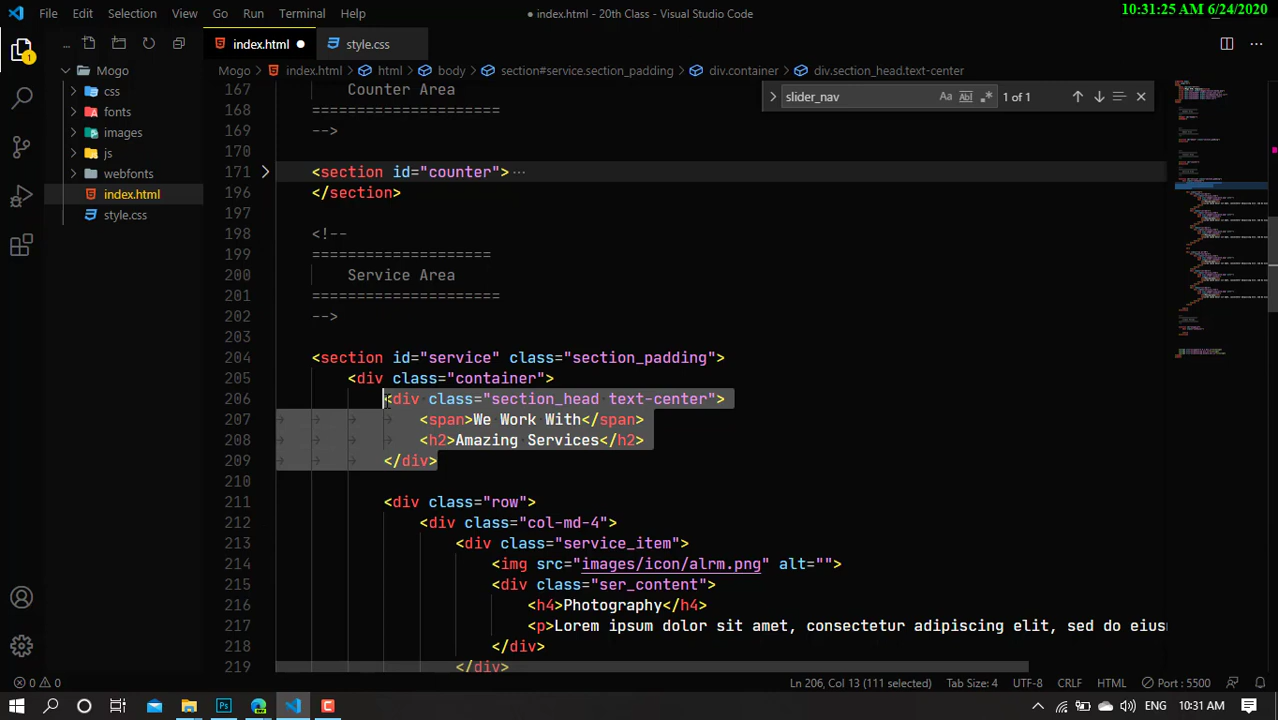 File Edit Selection View Go Run Terminal Help
● index.html - 20th Class - Visual Studio Code
10:31:25 AM 6/24/2020
index.html
style.css
Mogo
css
fonts
images
js
webfonts
index.html
style.css
Mogo > index.html > html > body > section#service.section_padding > div.container > div.section_head.text-center
slider_nav
1 of 1
167 Counter Area
168 =====================
169 -->
170
171 <section id="counter">
196 </section>
197
198 <!--
199 ====================
200 Service Area
201 =====================
202 -->
203
204 <section id="service" class="section_padding">
205 <div class="container">
206 <div class="section_head text-center">
207 <span>We Work With</span>
208 <h2>Amazing Services</h2>
209 </div>
210
211 <div class="row">
212 <div class="col-md-4">
213 <div class="service_item">
214 <img src="images/icon/alrm.png" alt="">
215 <div class="ser_content">
216 <h4>Photography</h4>
217 <p>Lorem ipsum dolor sit amet, consectetur adipiscing elit, sed do eius
218 </div>
219 </div>
0 0 Ln 206, Col 13 (111 selected) Tab Size: 4 UTF-8 CRLF HTML Port : 5500
ENG 10:31 AM